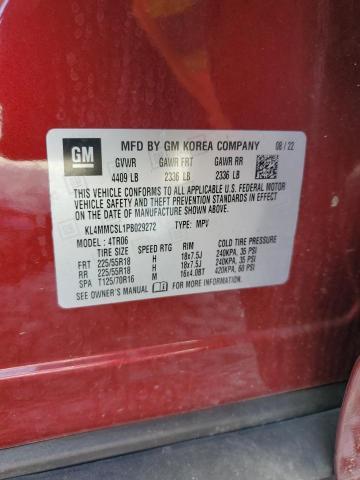 GM
MFD BY GM KOREA COMPANY 08 / 22
GVWR GAWR FRT GAWR RR
4409 LB 2336 LB 2336 LB
THIS VEHICLE CONFORMS TO ALL APPLICABLE U.S. FEDERAL MOTOR
VEHICLE SAFETY AND THEFT PREVENTION STANDARDS IN EFFECT
ON THE DATE OF MANUFACTURE SHOWN ABOVE.
KL4MMCSL1PB029272 TYPE: MPV
MODEL: 4TR06
TIRE SIZE SPEED RTG RIM COLD TIRE PRESSURE
FRT 225/55R18 H 18x7.5J 240KPA, 35 PSI
RR 225/55R18 H 18x7.5J 240KPA, 35 PSI
SPA T125/70R16 M 16x4.0BT 420KPA, 60 PSI
SEE OWNER'S MANUAL FOR MORE INFORMATION.